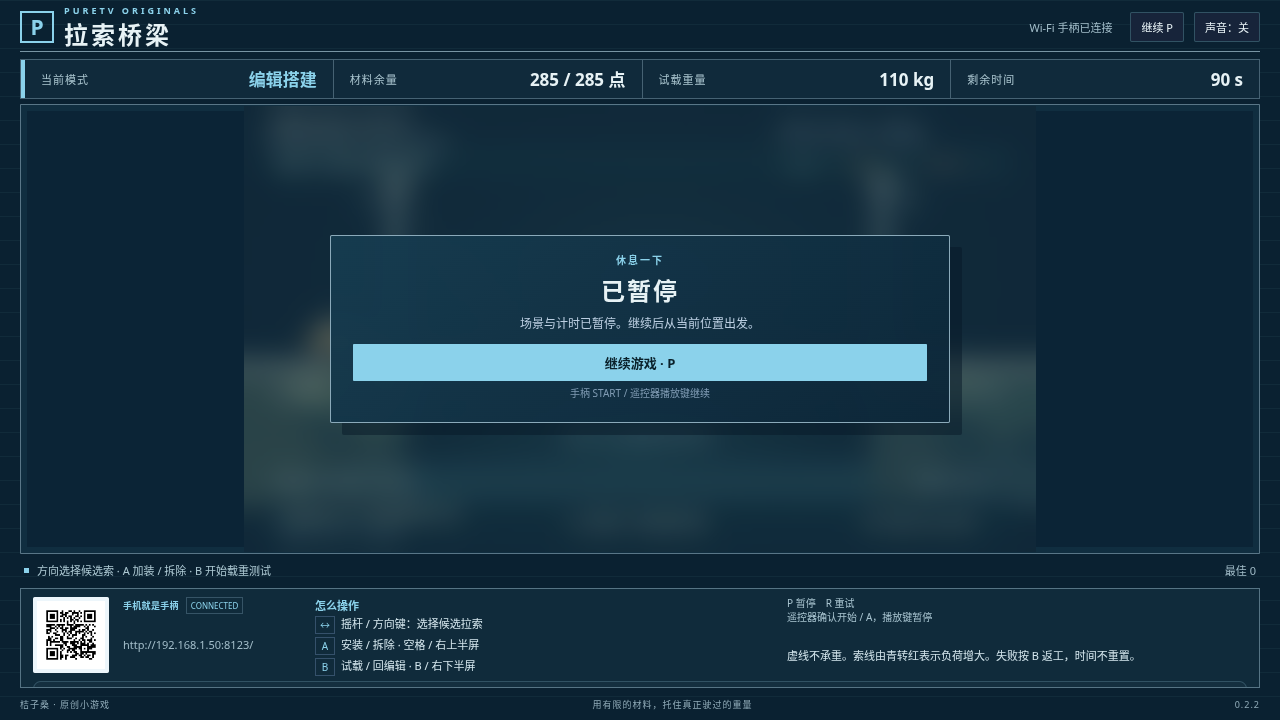 P
PURETV ORIGINALS
拉索桥梁
Wi-Fi 手柄已连接
继续 P
声音：关
当前模式
编辑搭建
材料余量
285 / 285 点
试载重量
110 kg
剩余时间
90 s
休息一下
已暂停
场景与计时已暂停。继续后从当前位置出发。
继续游戏 · P
手柄 START / 遥控器播放键继续
方向选择候选索 · A 加装 / 拆除 · B 开始载重测试
最佳 0
手机就是手柄
CONNECTED
http://192.168.1.50:8123/
怎么操作
↔ 摇杆 / 方向键：选择候选拉索
A 安装 / 拆除 · 空格 / 右上半屏
B 试载 / 回编辑 · B / 右下半屏
P 暂停 R 重试
遥控器确认开始 / A，播放键暂停
虚线不承重。索线由青转红表示负荷增大。失败按 B 返工，时间不重置。
桔子桑 · 原创小游戏
用有限的材料，托住真正驶过的重量
0.2.2